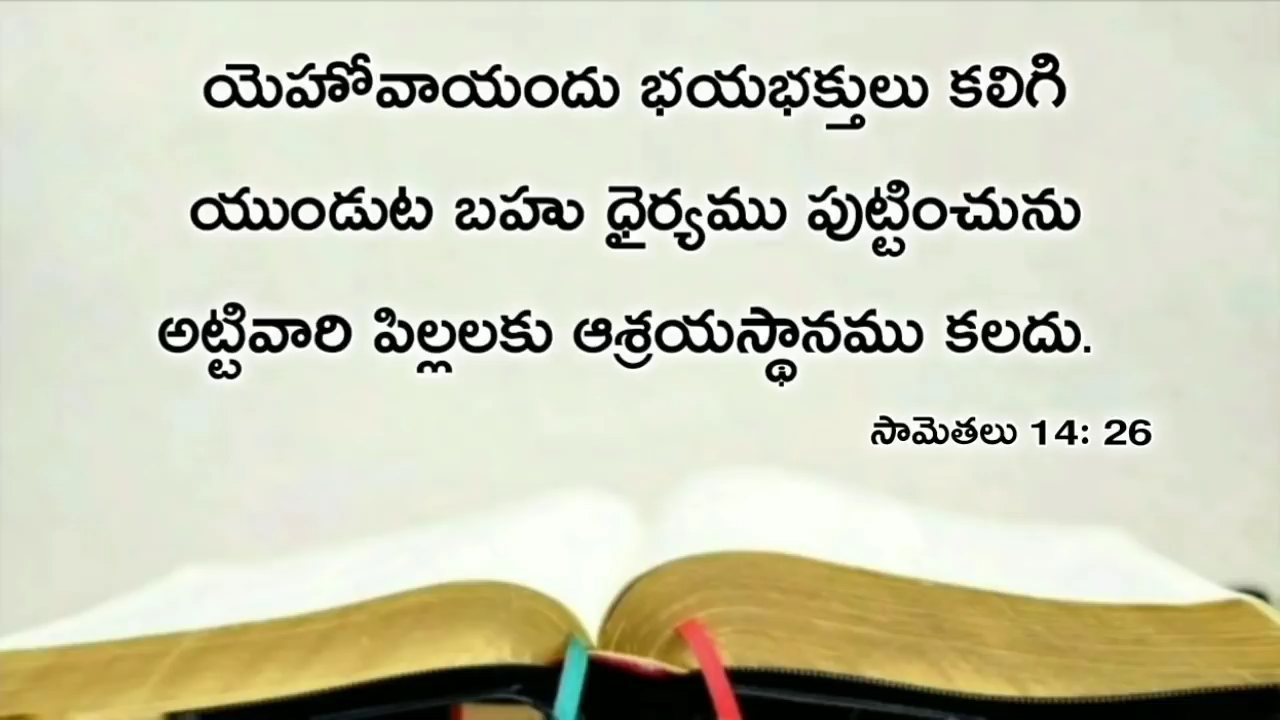 యెహోవాయందు భయభక్తులు కలిగి
యుండుట బహు ధైర్యము పుట్టించును
అట్టివారి పిల్లలకు ఆశ్రయస్థానము కలదు.
సామెతలు 14: 26